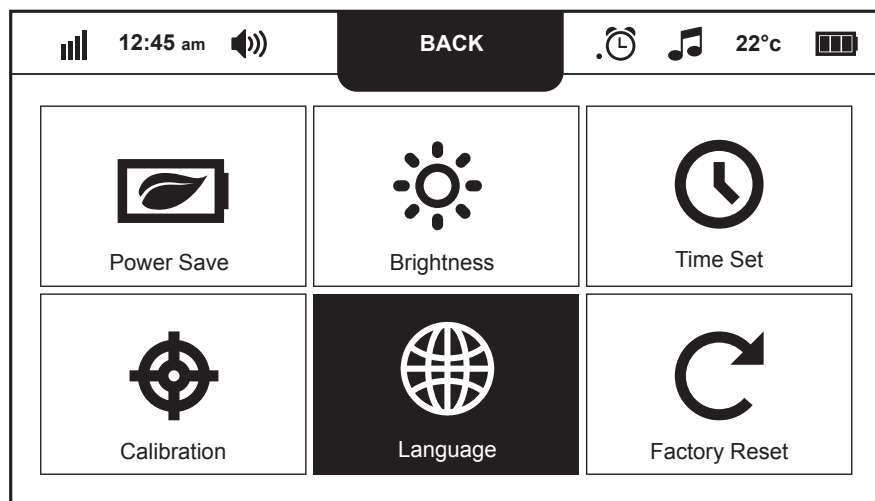 12:45 am BACK 22°c
Power Save Brightness Time Set
Calibration Language Factory Reset